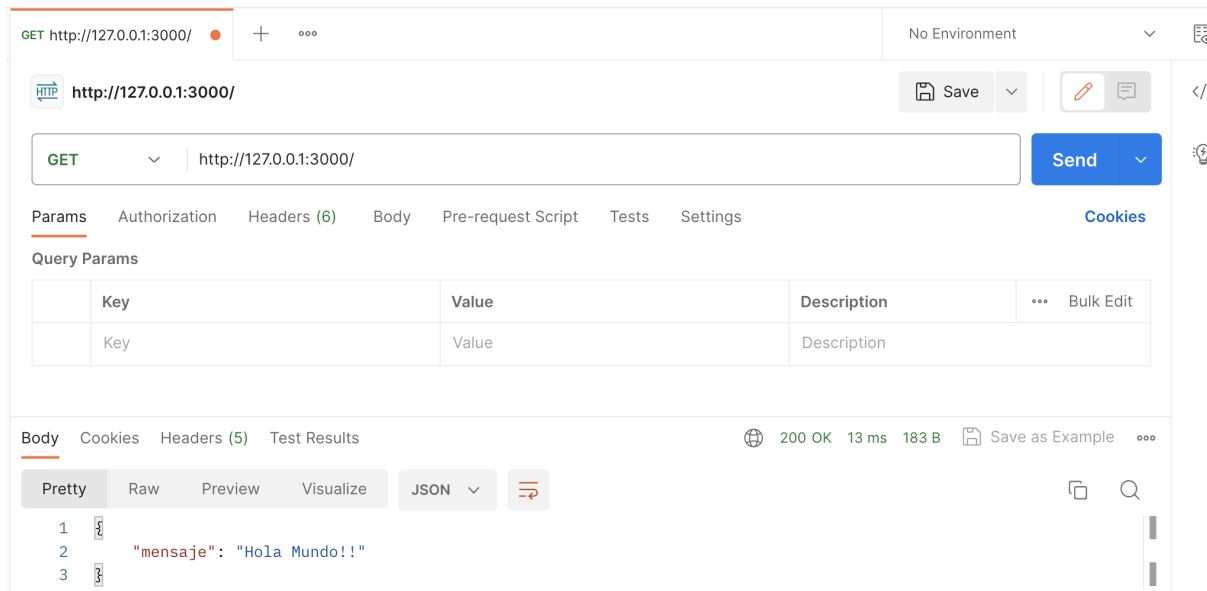 GET http://127.0.0.1:3000/ No Environment
HTTP http://127.0.0.1:3000/ Save
GET http://127.0.0.1:3000/ Send
Params Authorization Headers (6) Body Pre-request Script Tests Settings Cookies
Query Params
Key Value Description Bulk Edit
Key Value Description
Body Cookies Headers (5) Test Results 200 OK 13 ms 183 B Save as Example
Pretty Raw Preview Visualize JSON
1 {
2 "mensaje": "Hola Mundo!!"
3 }